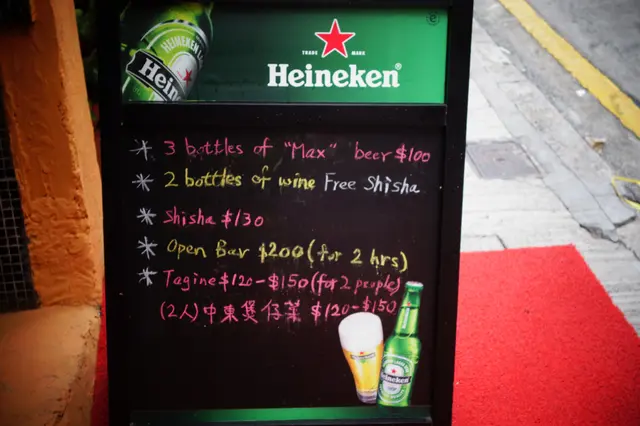 HEINEKEN
Heineken
TRADE MARK
Heineken®
* 3 bottles of "Max" beer $100
* 2 bottles of wine Free Shisha
* Shisha $130
* Open Bar $200 (for 2 hrs)
* Tagine $120-$150 (for 2 people)
(2人)中東煲仔菜 $120-$150
Heineken